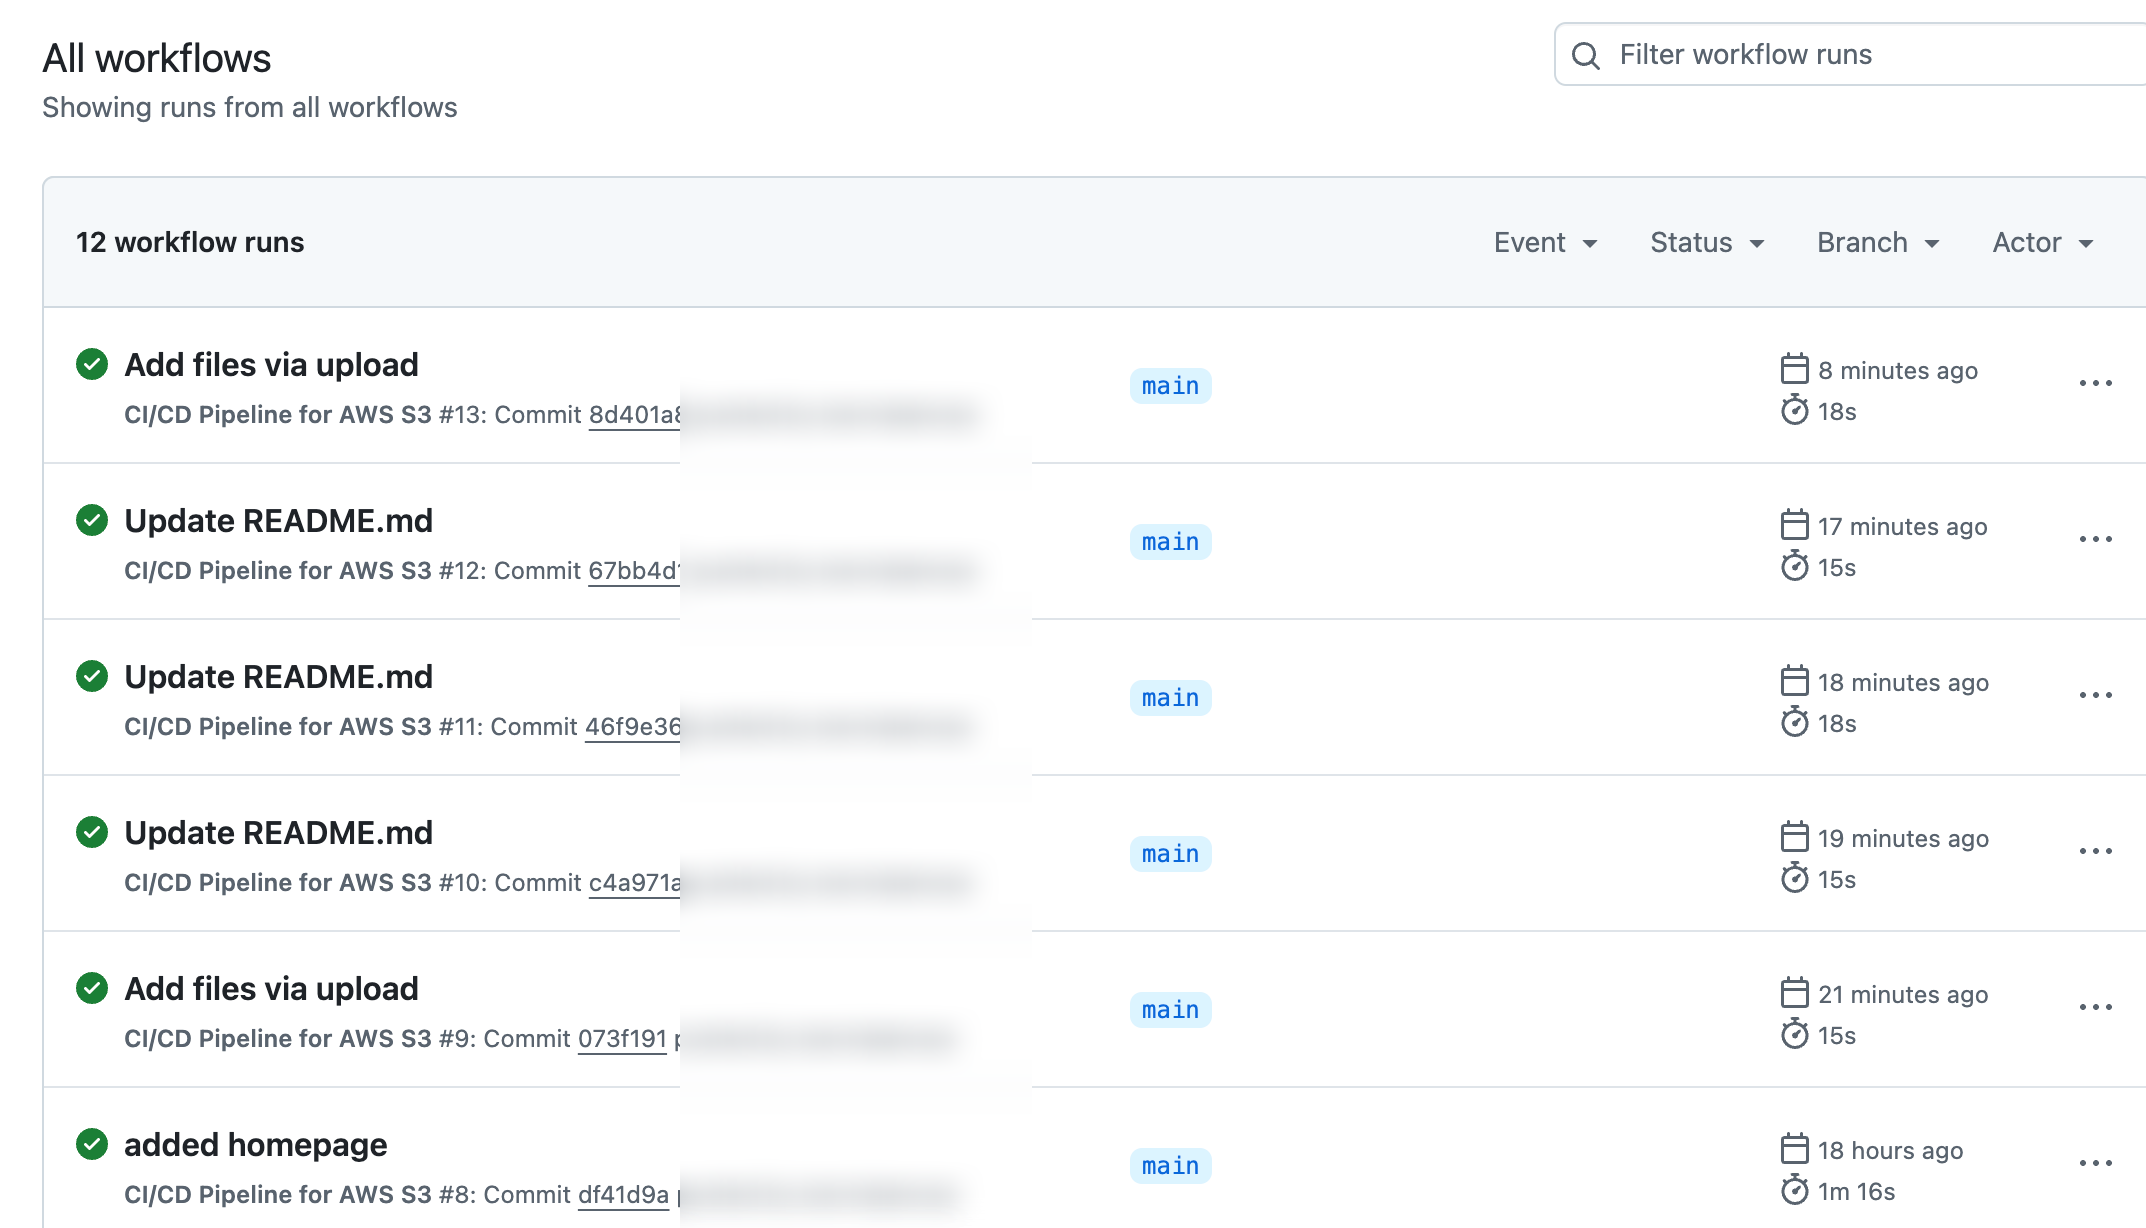 All workflows
Filter workflow runs
Showing runs from all workflows
12 workflow runs
Event
Status
Branch
Actor
Add files via upload
main
8 minutes ago
CI/CD Pipeline for AWS S3 #13: Commit 8d401a8
18s
Update README.md
main
17 minutes ago
CI/CD Pipeline for AWS S3 #12: Commit 67bb4d
15s
Update README.md
main
18 minutes ago
CI/CD Pipeline for AWS S3 #11: Commit 46f9e36
18s
Update README.md
main
19 minutes ago
CI/CD Pipeline for AWS S3 #10: Commit c4a971a
15s
Add files via upload
main
21 minutes ago
CI/CD Pipeline for AWS S3 #9: Commit 073f191
15s
added homepage
main
18 hours ago
CI/CD Pipeline for AWS S3 #8: Commit df41d9a
1m 16s